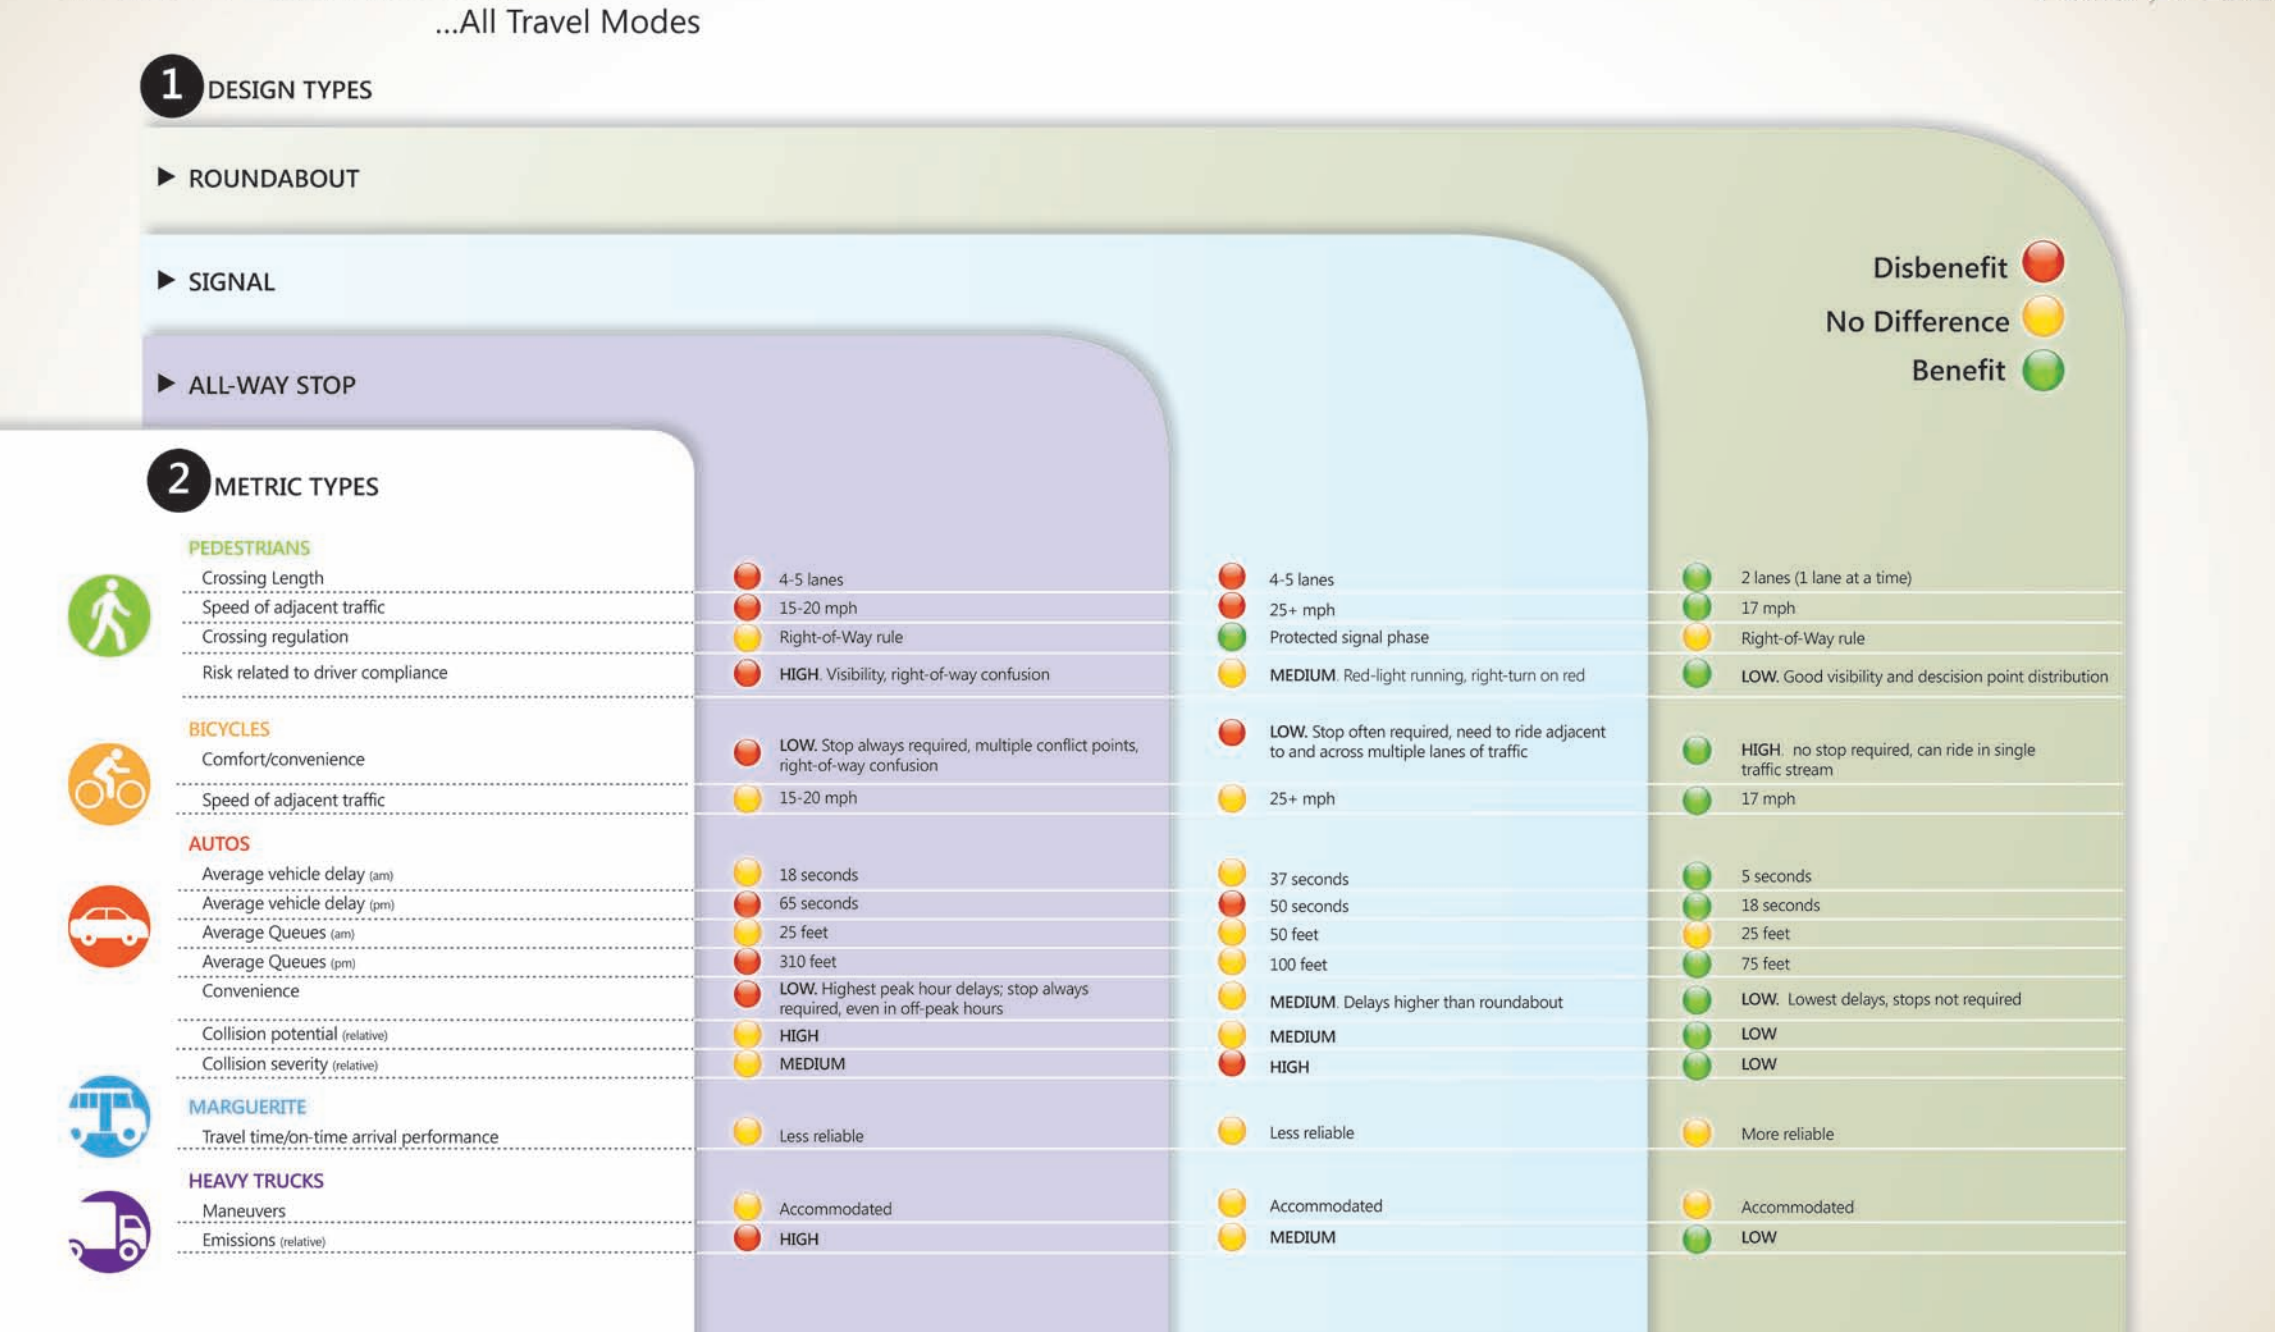 ...All Travel Modes
1 DESIGN TYPES
ROUNDABOUT
SIGNAL
ALL-WAY STOP
Disbenefit
No Difference
Benefit
2 METRIC TYPES
PEDESTRIANS
Crossing Length 4-5 lanes 4-5 lanes 2 lanes (1 lane at a time)
Speed of adjacent traffic 15-20 mph 25+ mph 17 mph
Crossing regulation Right-of-Way rule Protected signal phase Right-of-Way rule
Risk related to driver compliance HIGH. Visibility, right-of-way confusion MEDIUM. Red-light running, right-turn on red LOW. Good visibility and descision point distribution
BICYCLES
Comfort/convenience
LOW. Stop always required, multiple conflict points,
right-of-way confusion
LOW. Stop often required, need to ride adjacent
to and across multiple lanes of traffic
HIGH. no stop required, can ride in single
traffic stream
Speed of adjacent traffic 15-20 mph 25+ mph 17 mph
AUTOS
Average vehicle delay (am) 18 seconds 37 seconds 5 seconds
Average vehicle delay (pm) 65 seconds 50 seconds 18 seconds
Average Queues (am) 25 feet 50 feet 25 feet
Average Queues (pm) 310 feet 100 feet 75 feet
Convenience
LOW. Highest peak hour delays; stop always
required, even in off-peak hours
MEDIUM. Delays higher than roundabout
LOW. Lowest delays, stops not required
Collision potential (relative) HIGH MEDIUM LOW
Collision severity (relative) MEDIUM HIGH LOW
MARGUERITE
Travel time/on-time arrival performance Less reliable Less reliable More reliable
HEAVY TRUCKS
Maneuvers Accommodated Accommodated Accommodated
Emissions (relative) HIGH MEDIUM LOW